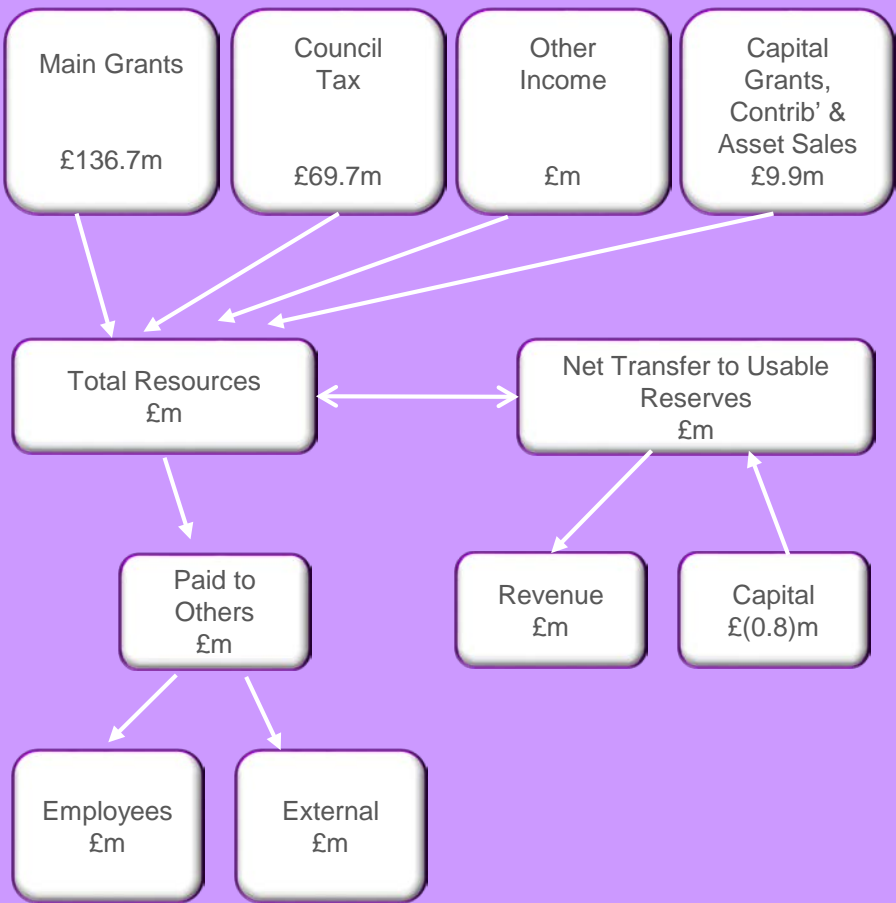 Main Grants
£136.7m
Council
Tax
£69.7m
Other
Income
£m
Capital
Grants,
Contrib’ &
Asset Sales
£9.9m
Total Resources
£m
Net Transfer to Usable
Reserves
£m
Paid to
Others
£m
Revenue
£m
Capital
£(0.8)m
Employees
£m
External
£m